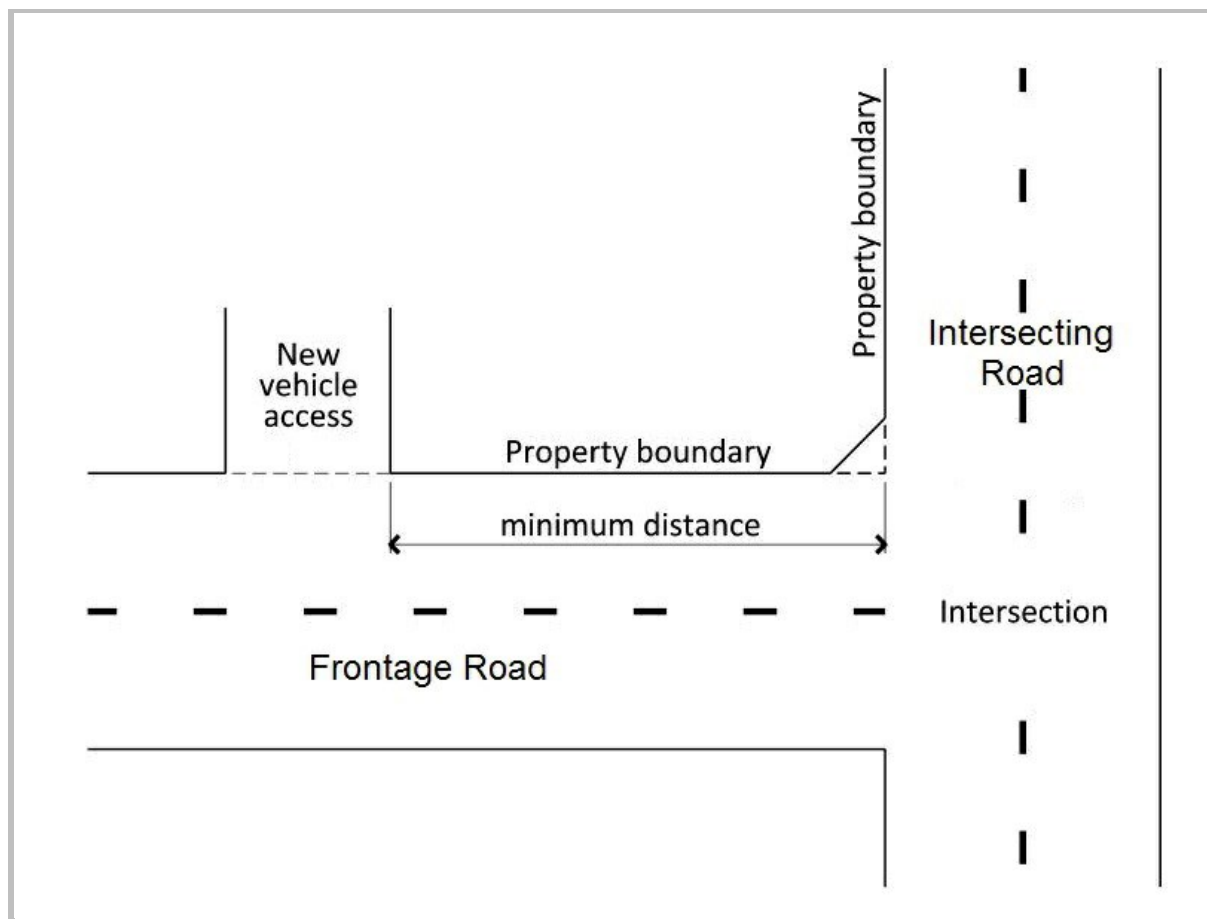 Property boundary
Intersecting
Road
New
vehicle
access
Property boundary
minimum distance
Intersection
Frontage Road